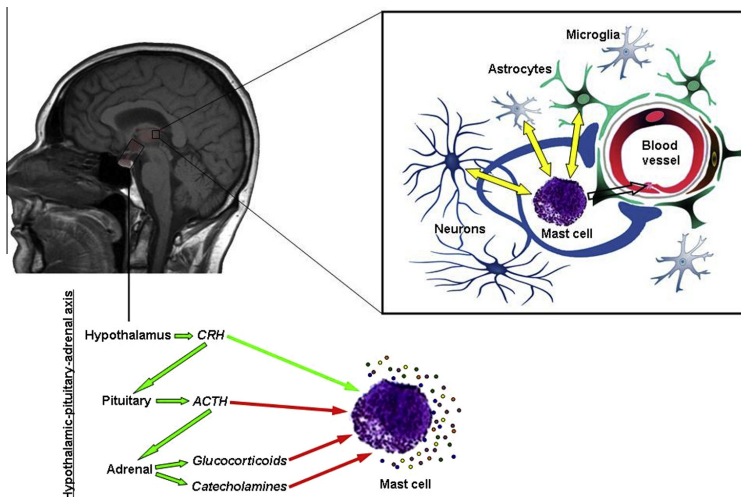 Microglia
Astrocytes
Blood
vessel
Neurons
Mast cell
Hypothalamic-pituitary-adrenal axis
Hypothalamus
CRH
Pituitary
ACTH
Adrenal
Glucocorticoids
Catecholamines
Mast cell